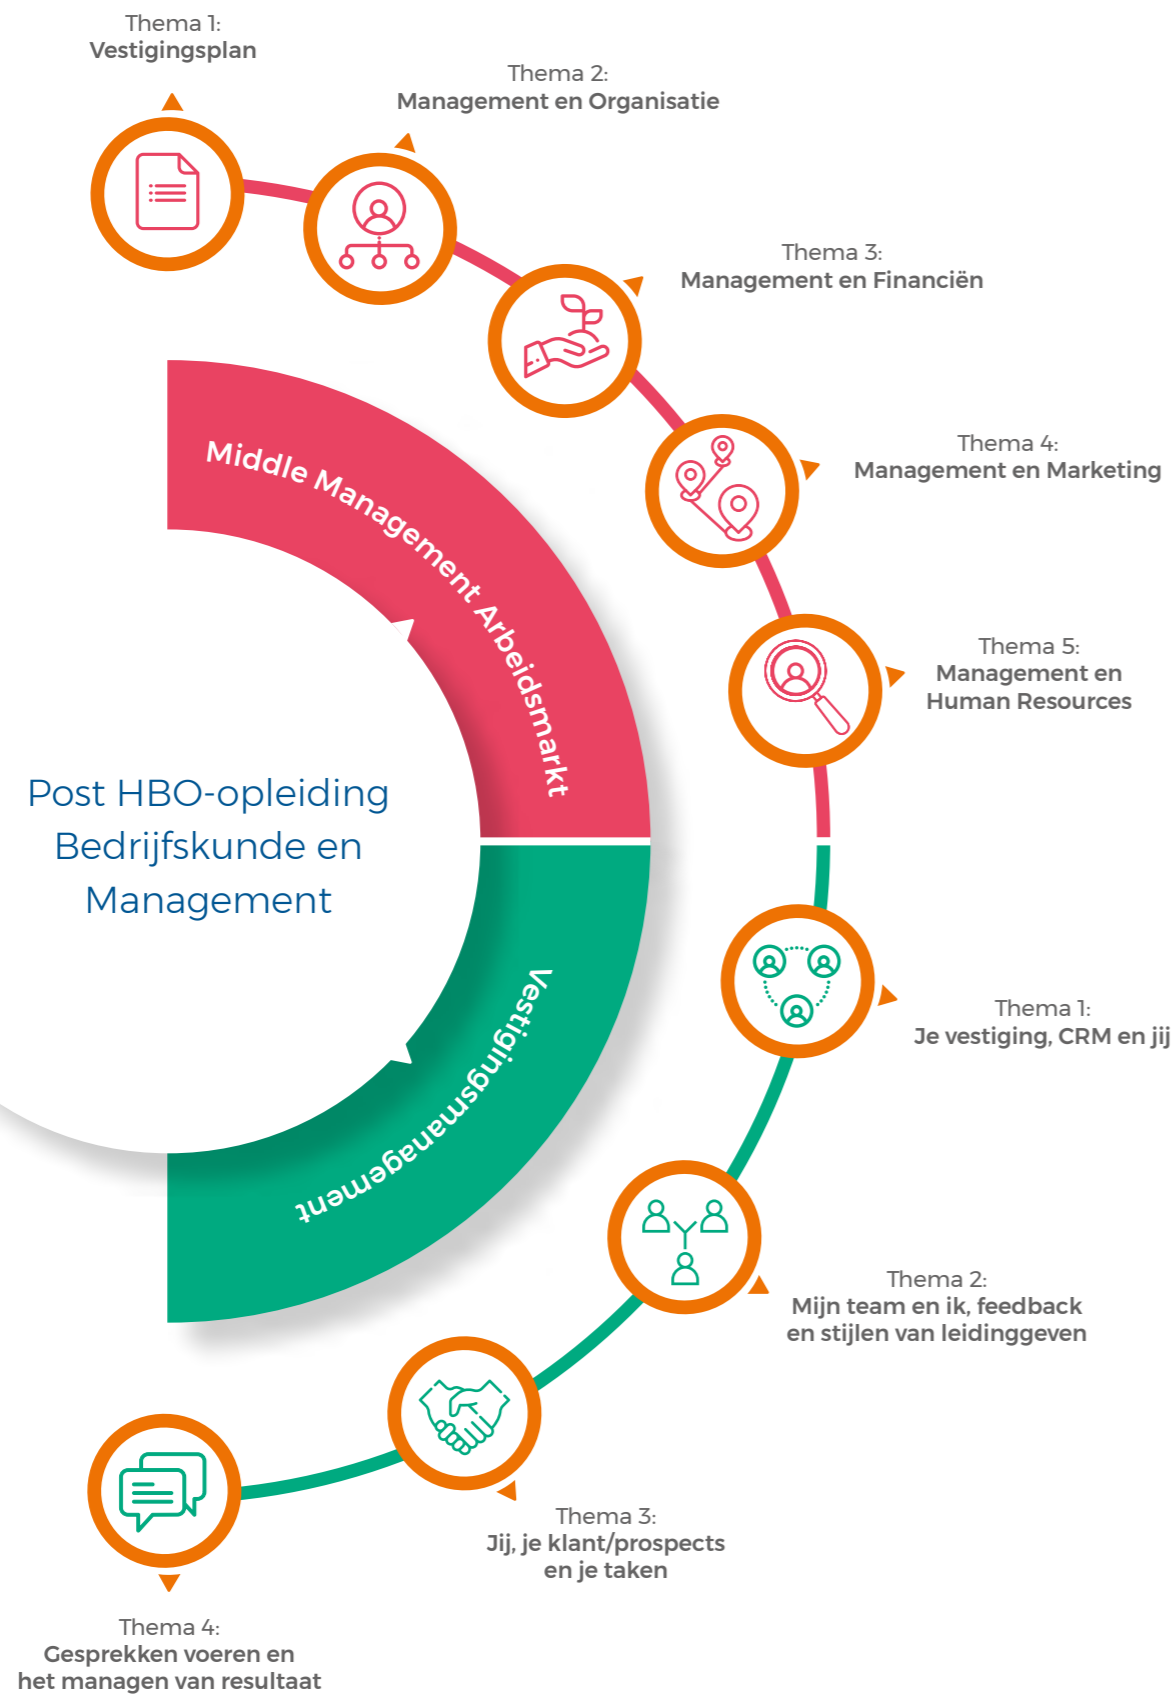 Thema 1:
Vestigingsplan
Thema 2:
Management en Organisatie
Thema 3:
Management en Financiën
Thema 4:
Management en Marketing
Thema 5:
Management en
Human Resources
Middle Management Arbeidsmarkt
Post HBO-opleiding
Bedrijfskunde en
Management
Vestigingsmanagement
Thema 1:
Je vestiging, CRM en jij
Thema 2:
Mijn team en ik, feedback
en stijlen van leidinggeven
Thema 3:
Jij, je klant/prospects
en je taken
Thema 4:
Gesprekken voeren en
het managen van resultaat